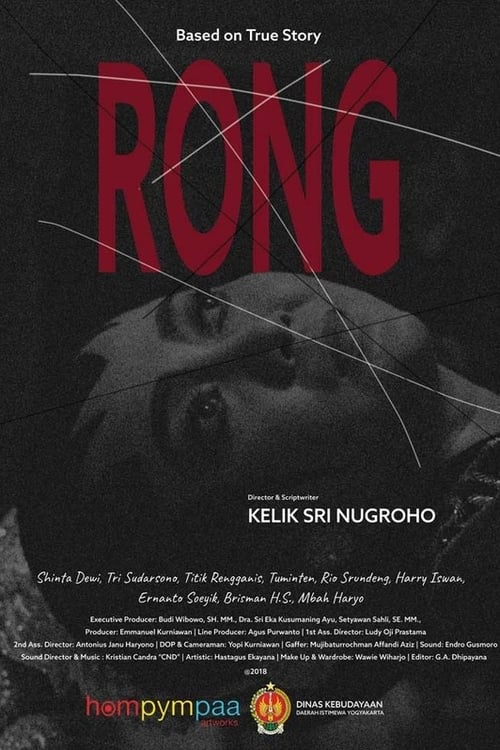 Based on True Story
RONG
Director & Scriptwriter
KELIK SRI NUGROHO
Shinta Dewi, Tri Sudarsono, Titik Rengganis, Tuminten, Rio Srundeng, Harry Iswan,
Ernanto Soeyik, Brisman H.S., Mbah Haryo
Executive Producer: Budi Wibowo, SH. MM., Dra. Sri Eka Kusumaning Ayu, Setyawan Sahli, SE. MM.,
Producer: Emmanuel Kurniawan | Line Producer: Agus Purwanto | 1st Ass. Director: Ludy Oji Prastama
2nd Ass. Director: Antonius Janu Haryono | DOP & Cameraman: Yopi Kurniawan | Gaffer: Mujibaturrochman Affandi Aziz | Sound: Endro Gusmoro
Sound Director & Music : Kristian Candra "CND" | Artistic: Hastagus Ekayana | Make Up & Wardrobe: Wawie Wiharjo | Editor: G.A. Dhipayana
@2018
hompympaa
artworks
DINAS KEBUDAYAAN
DAERAH ISTIMEWA YOGYAKARTA